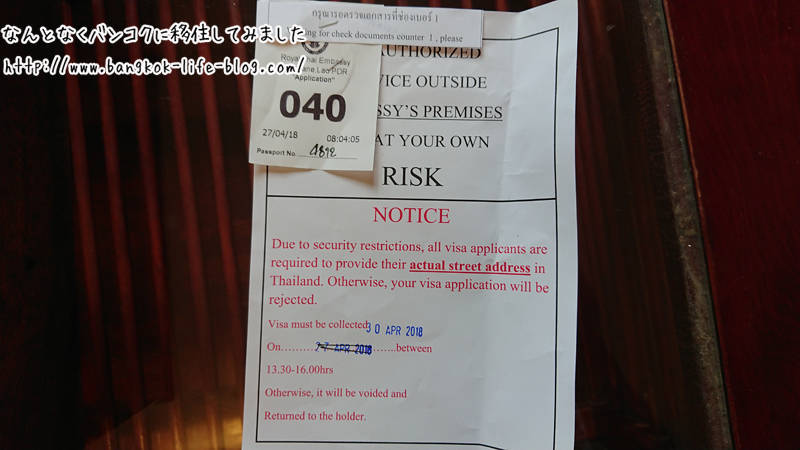 なんとなくバンコクに移住してみました
http://www.bangkok-life-blog.com/
กรุณารอตรวจเอกสารที่ช่องเบอร์ 1
ng for check documents counter 1 , please
Royal Thai Embassy
Lao PDR
"Application"
040
27/04/18 08:04:05
Passport No. 4892
AUTHORIZED
VICE OUTSIDE
SSY'S PREMISES
AT YOUR OWN
RISK
NOTICE
Due to security restrictions, all visa applicants are
required to provide their actual street address in
Thailand. Otherwise, your visa application will be
rejected.
Visa must be collected 30 APR 2018
On............27 APR 2018........between
13.30-16.00hrs
Otherwise, it will be voided and
Returned to the holder.